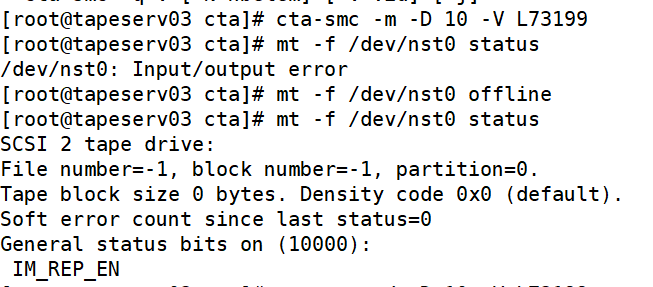 [root@tapeserv03 cta]# cta-smc -m -D 10 -V L73199
[root@tapeserv03 cta]# mt -f /dev/nst0 status
/dev/nst0: Input/output error
[root@tapeserv03 cta]# mt -f /dev/nst0 offline
[root@tapeserv03 cta]# mt -f /dev/nst0 status
SCSI 2 tape drive:
File number=-1, block number=-1, partition=0.
Tape block size 0 bytes. Density code 0x0 (default).
Soft error count since last status=0
General status bits on (10000):
 IM_REP_EN